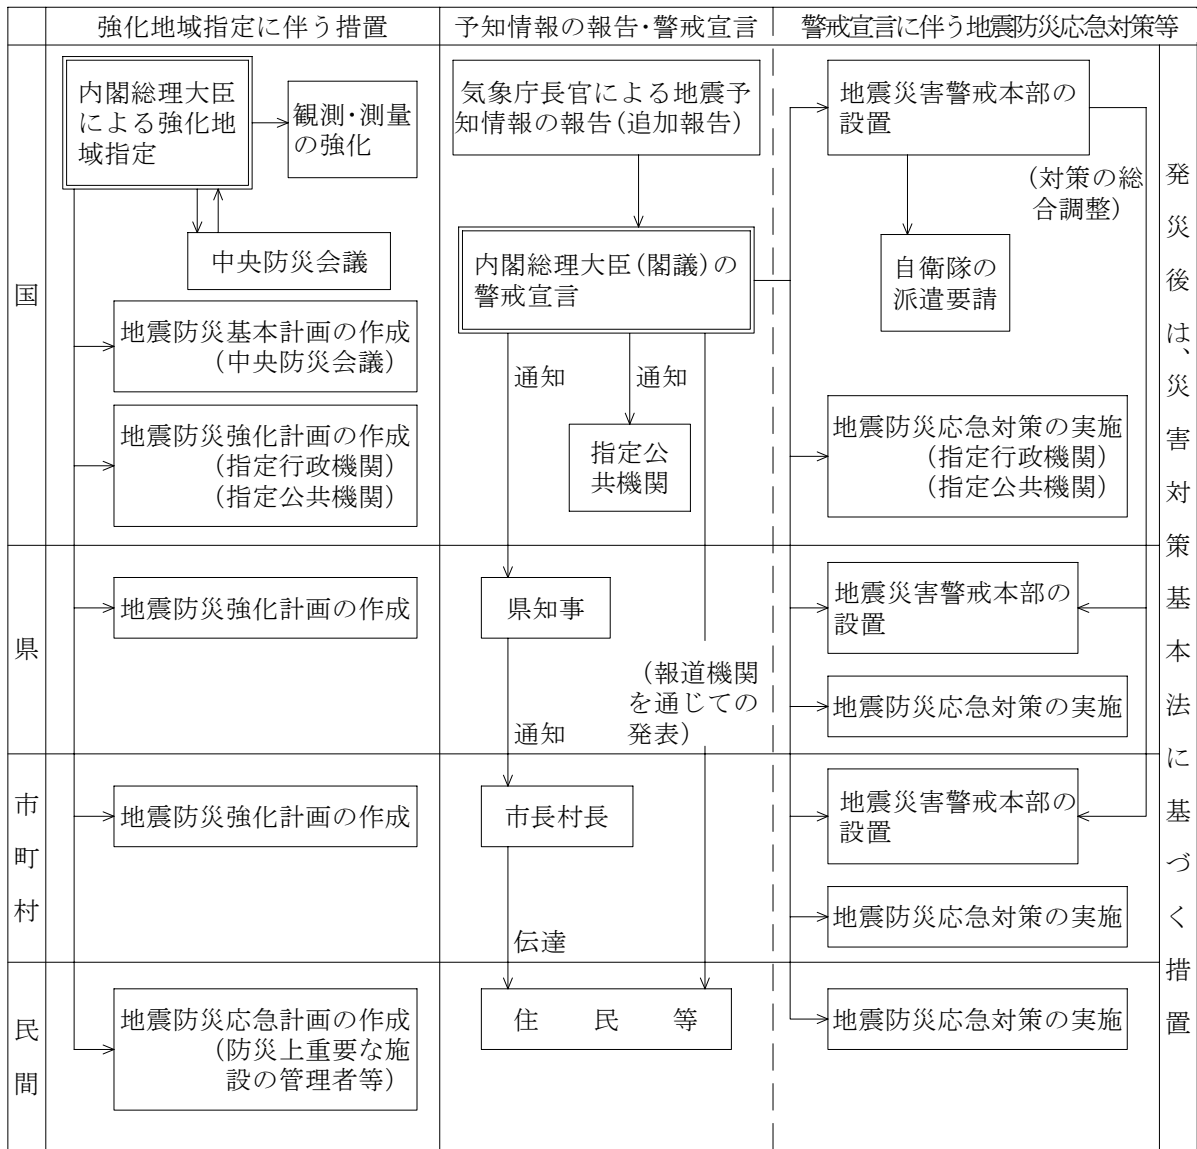 強化地域指定に伴う措置
予知情報の報告・警戒宣言
警戒宣言に伴う地震防災応急対策等
国
内閣総理大臣
による強化地
域指定
観測・測量
の強化
中央防災会議
地震防災基本計画の作成
(中央防災会議)
地震防災強化計画の作成
(指定行政機関)
(指定公共機関)
気象庁長官による地震予
知情報の報告(追加報告)
内閣総理大臣(閣議)の
警戒宣言
通知
通知
指定公
共機関
地震災害警戒本部の
設置
(対策の総
合調整)
自衛隊の
派遣要請
地震防災応急対策の実施
(指定行政機関)
(指定公共機関)
県
地震防災強化計画の作成
県知事
(報道機関
を通じての
発表)
通知
地震災害警戒本部の
設置
地震防災応急対策の実施
市町村
地震防災強化計画の作成
市長村長
伝達
地震災害警戒本部の
設置
地震防災応急対策の実施
民間
地震防災応急計画の作成
(防災上重要な施
設の管理者等)
住民等
地震防災応急対策の実施
発災後は、災害対策基本法に基づく措置